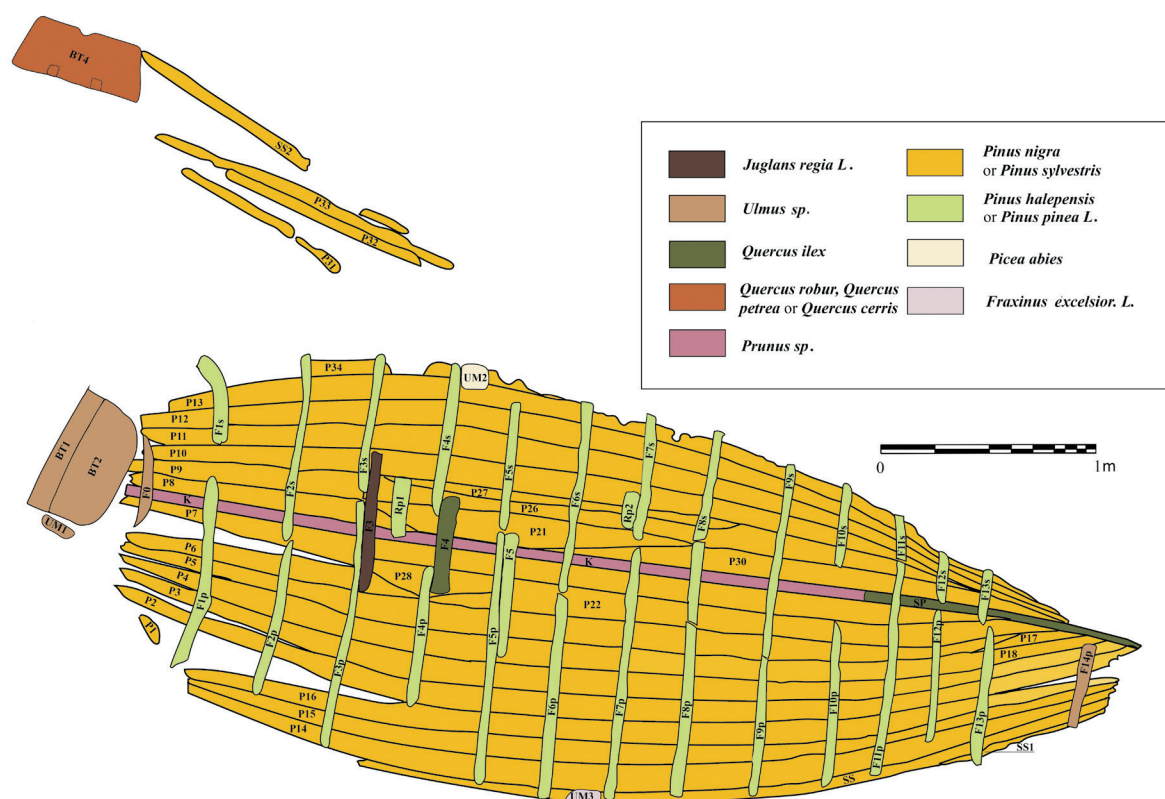 BT4
SS2
P33
P32
P31
Juglans regia L.
Ulmus sp.
Quercus ilex
Quercus robur, Quercus
petrea or Quercus cerris
Prunus sp.
Pinus nigra
or Pinus sylvestris
Pinus halepensis
or Pinus pinea L.
Picea abies
Fraxinus excelsior. L.
0
1m
P34
UM2
P13
P12
P11
P10
P9
P8
K
P7
P6
P5
P4
P3
P2
P1
BT1
BT2
UM1
F0
F1s
F2s
F3s
F4s
F5s
F6s
F7s
F8s
F9s
F10s
F11s
F12s
F13s
F3
Rp1
F4
P27
P26
P21
Rp2
F5
K
P30
P28
P22
SP
P17
P18
F1p
F2p
F3p
F4p
F5p
F6p
F7p
F8p
F9p
F10p
F11p
F12p
F13p
F14p
P16
P15
P14
UM3
SS
SS1